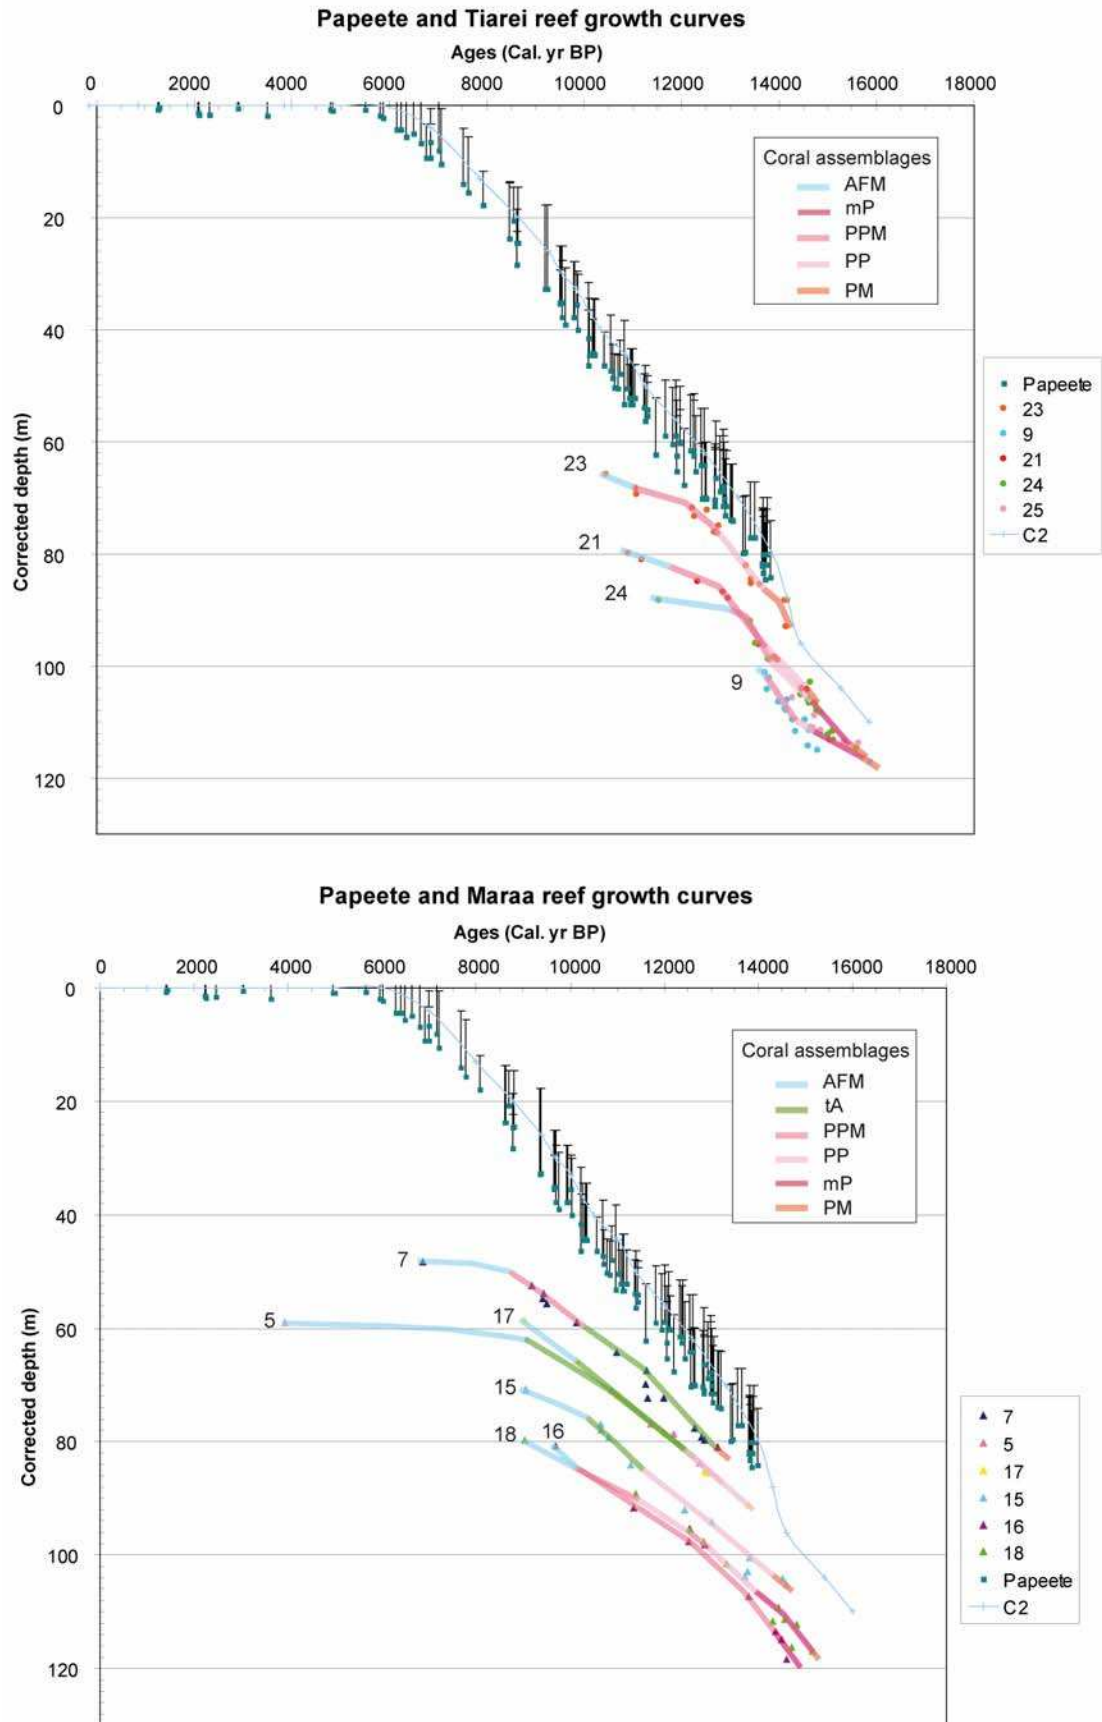 Papeete and Tiarei reef growth curves
Ages (Cal. yr BP)
0 2000 4000 6000 8000 10000 12000 14000 16000 18000
Corrected depth (m)
0
20
40
60
80
100
120
Coral assemblages
AFM
mP
PPM
PP
PM
23
21
24
9
Papeete
23
9
21
24
25
C2
Papeete and Maraa reef growth curves
Ages (Cal. yr BP)
0 2000 4000 6000 8000 10000 12000 14000 16000 18000
Corrected depth (m)
0
20
40
60
80
100
120
Coral assemblages
AFM
tA
PPM
PP
mP
PM
7
5
17
15
18
16
7
5
17
15
16
18
Papeete
C2